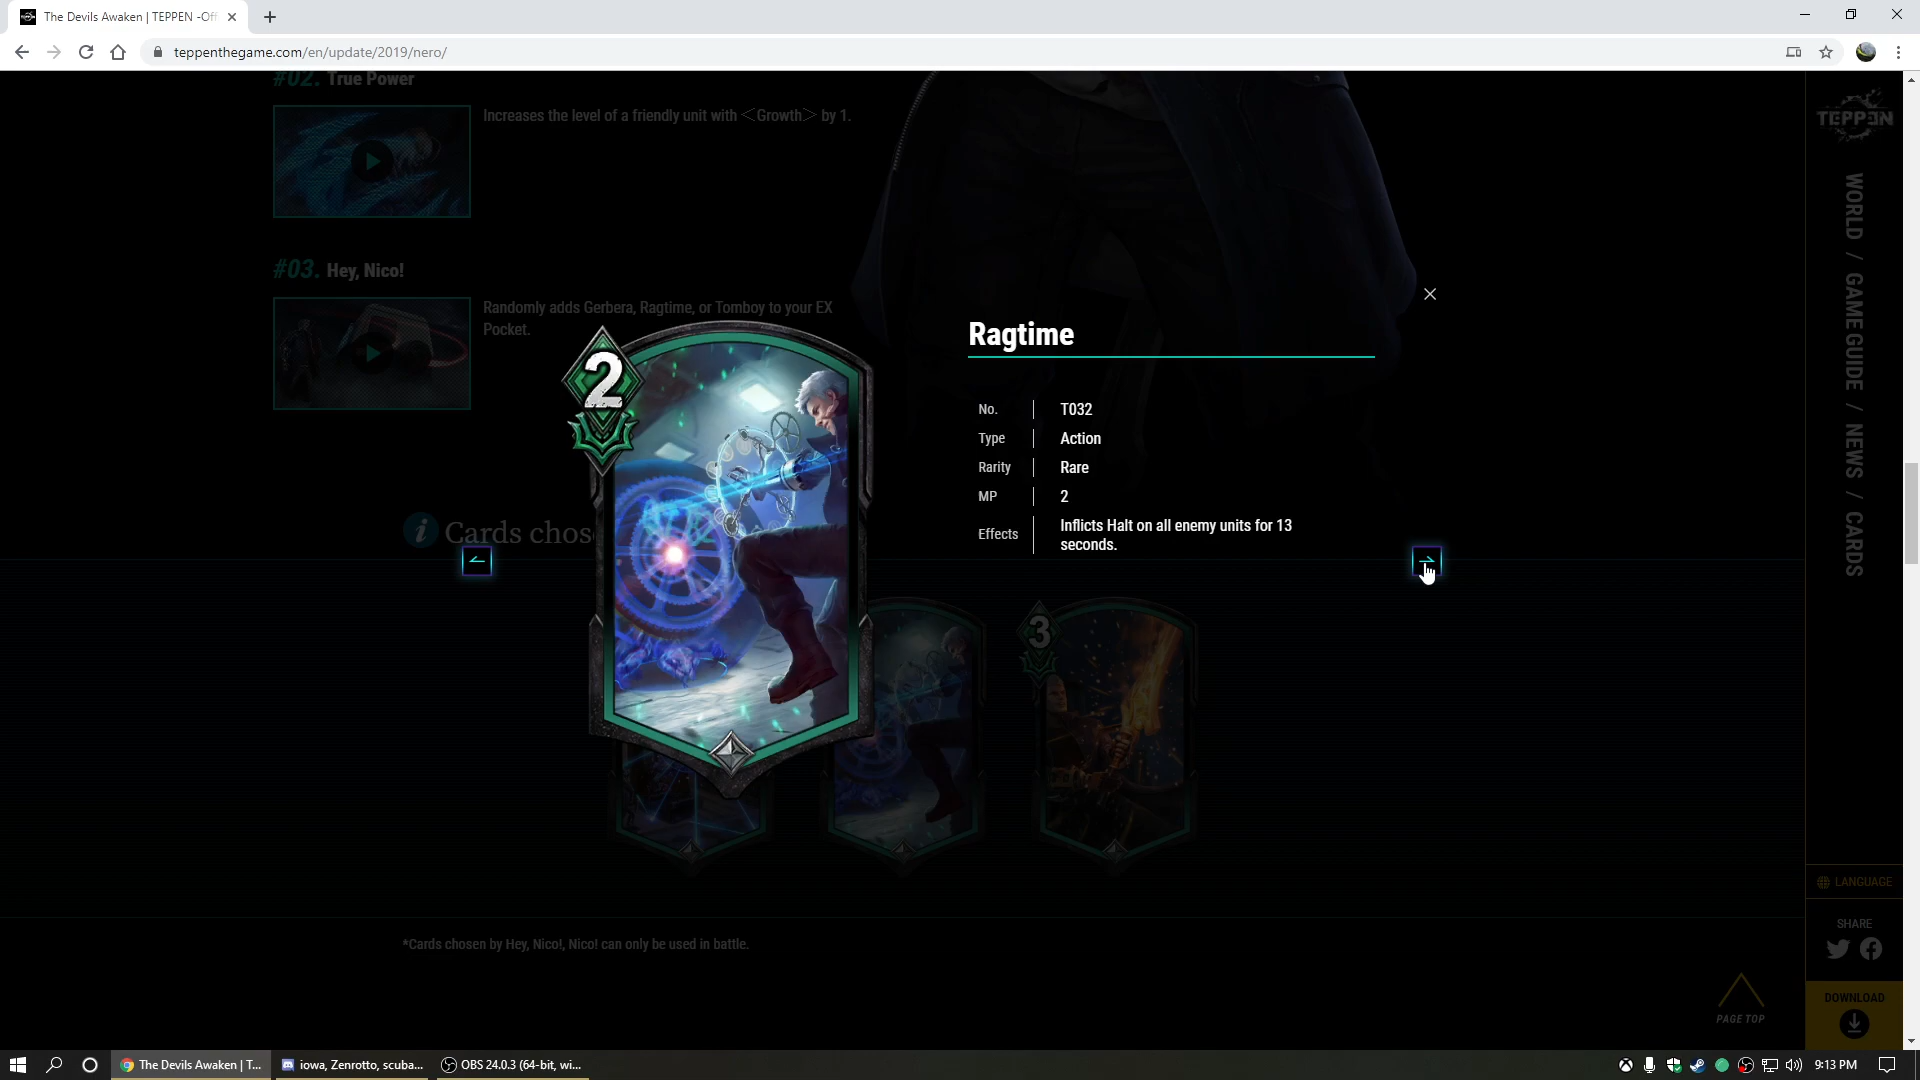 The Devils Awaken | TEPPEN -Off
teppenthegame.com/en/update/2019/nero/
#02. True Power
Increases the level of a friendly unit with <Growth> by 1.
#03. Hey, Nico!
Randomly adds Gerbera, Ragtime, or Tomboy to your EX
Pocket.
2
Ragtime
No. T032
Type Action
Rarity Rare
MP 2
Effects Inflicts Halt on all enemy units for 13
seconds.
i Cards chos
3
*Cards chosen by Hey, Nico!, Nico! can only be used in battle.
TEPPEN
WORLD / GAME GUIDE / NEWS / CARDS
LANGUAGE
SHARE
DOWNLOAD
PAGE TOP
The Devils Awaken | T...
iowa, Zenrotto, scuba...
OBS 24.0.3 (64-bit, wi...
9:13 PM